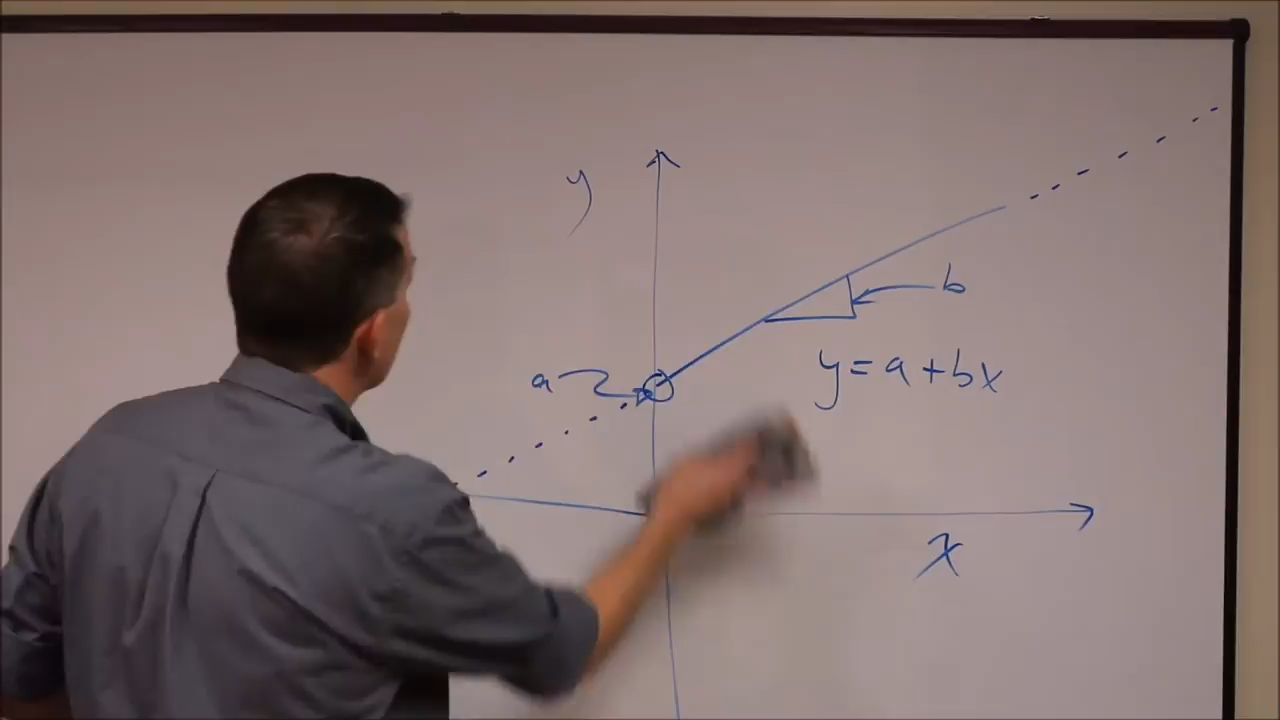 y
b
y = a + bx
a
x